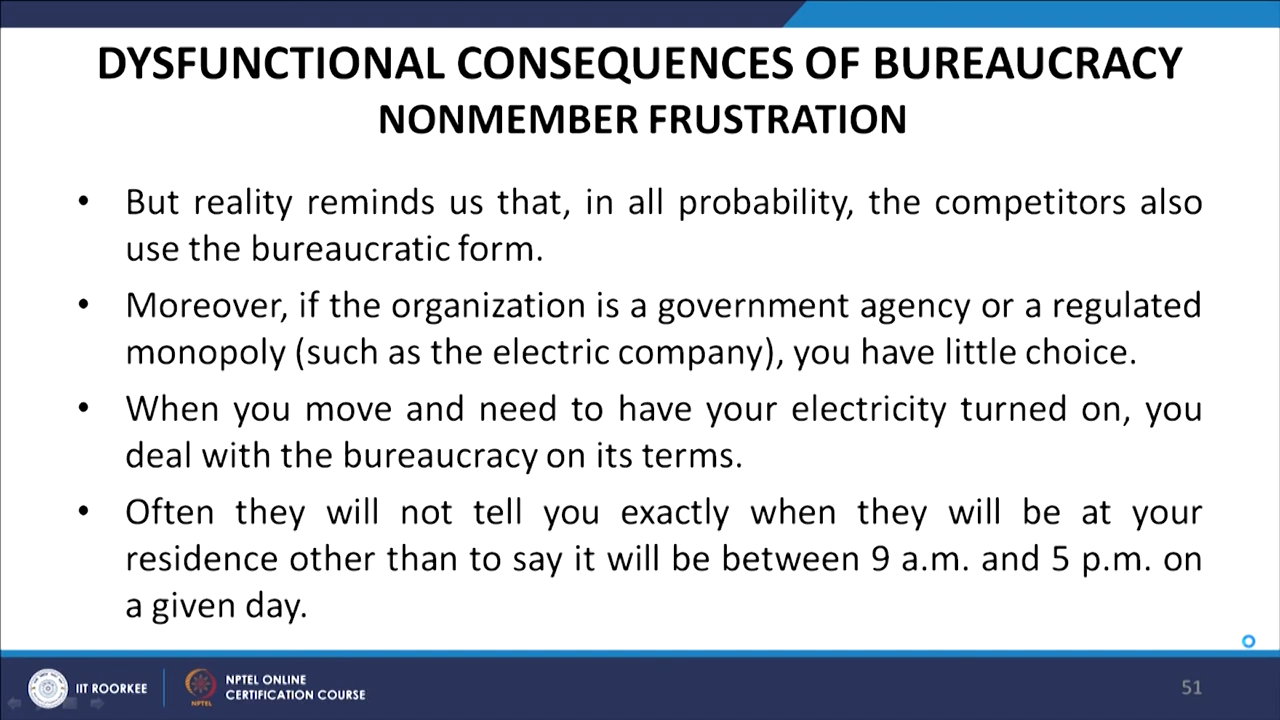 DYSFUNCTIONAL CONSEQUENCES OF BUREAUCRACY
NONMEMBER FRUSTRATION
• But reality reminds us that, in all probability, the competitors also
use the bureaucratic form.
• Moreover, if the organization is a government agency or a regulated
monopoly (such as the electric company), you have little choice.
• When you move and need to have your electricity turned on, you
deal with the bureaucracy on its terms.
• Often they will not tell you exactly when they will be at your
residence other than to say it will be between 9 a.m. and 5 p.m. on
a given day.
IIT ROORKEE
NPTEL
NPTEL ONLINE
CERTIFICATION COURSE
51